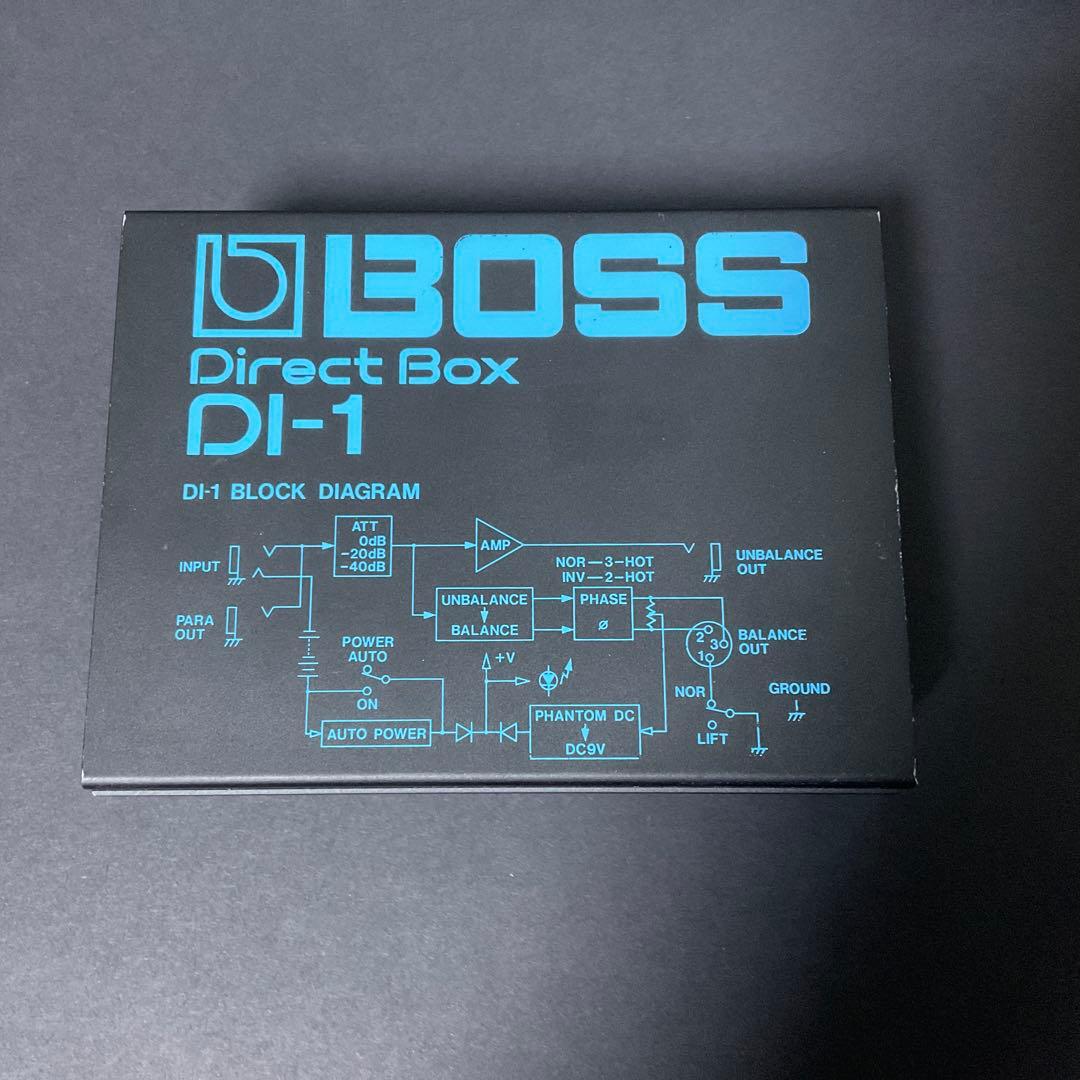 BOSS
Direct Box
DI-1
DI-1 BLOCK DIAGRAM
INPUT
PARA
OUT
ATT
0dB
-20dB
-40dB
AMP
NOR—3-HOT
INV—2-HOT
UNBALANCE
OUT
UNBALANCE
BALANCE
PHASE
ø
2
3
1
BALANCE
OUT
POWER
AUTO
ON
+V
AUTO POWER
PHANTOM DC
DC9V
NOR
LIFT
GROUND